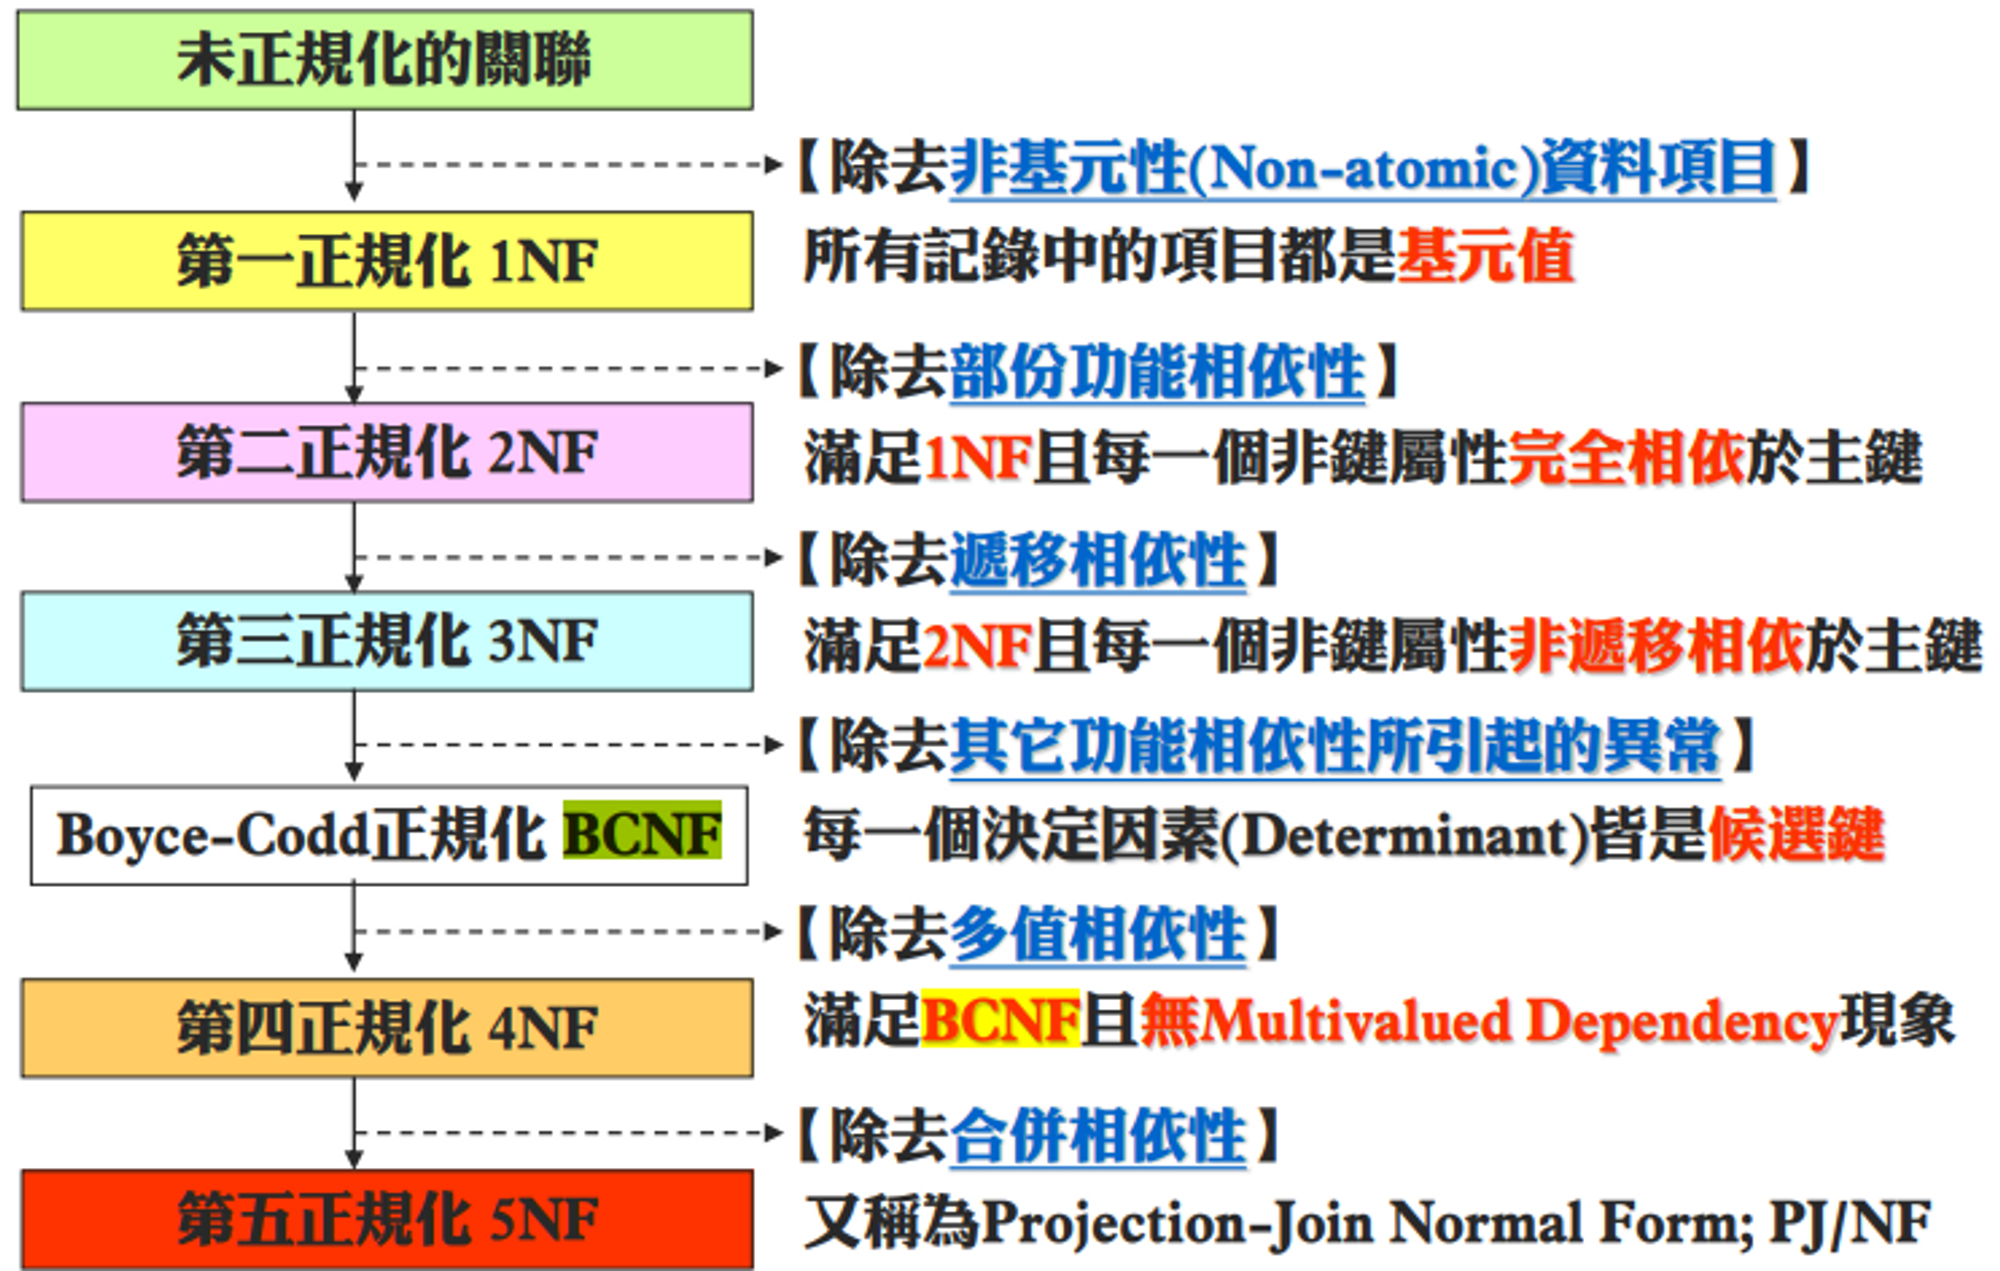 未正規化的關聯
【除去非基元性(Non-atomic)資料項目】
第一正規化 1NF
所有記錄中的項目都是基元值
【除去部份功能相依性】
第二正規化 2NF
滿足1NF且每一個非鍵屬性完全相依於主鍵
【除去遞移相依性】
第三正規化 3NF
滿足2NF且每一個非鍵屬性非遞移相依於主鍵
【除去其它功能相依性所引起的異常】
Boyce-Codd正規化 BCNF
每一個決定因素(Determinant)皆是候選鍵
【除去多值相依性】
第四正規化 4NF
滿足BCNF且無Multivalued Dependency現象
【除去合併相依性】
第五正規化 5NF
又稱為Projection-Join Normal Form; PJ/NF